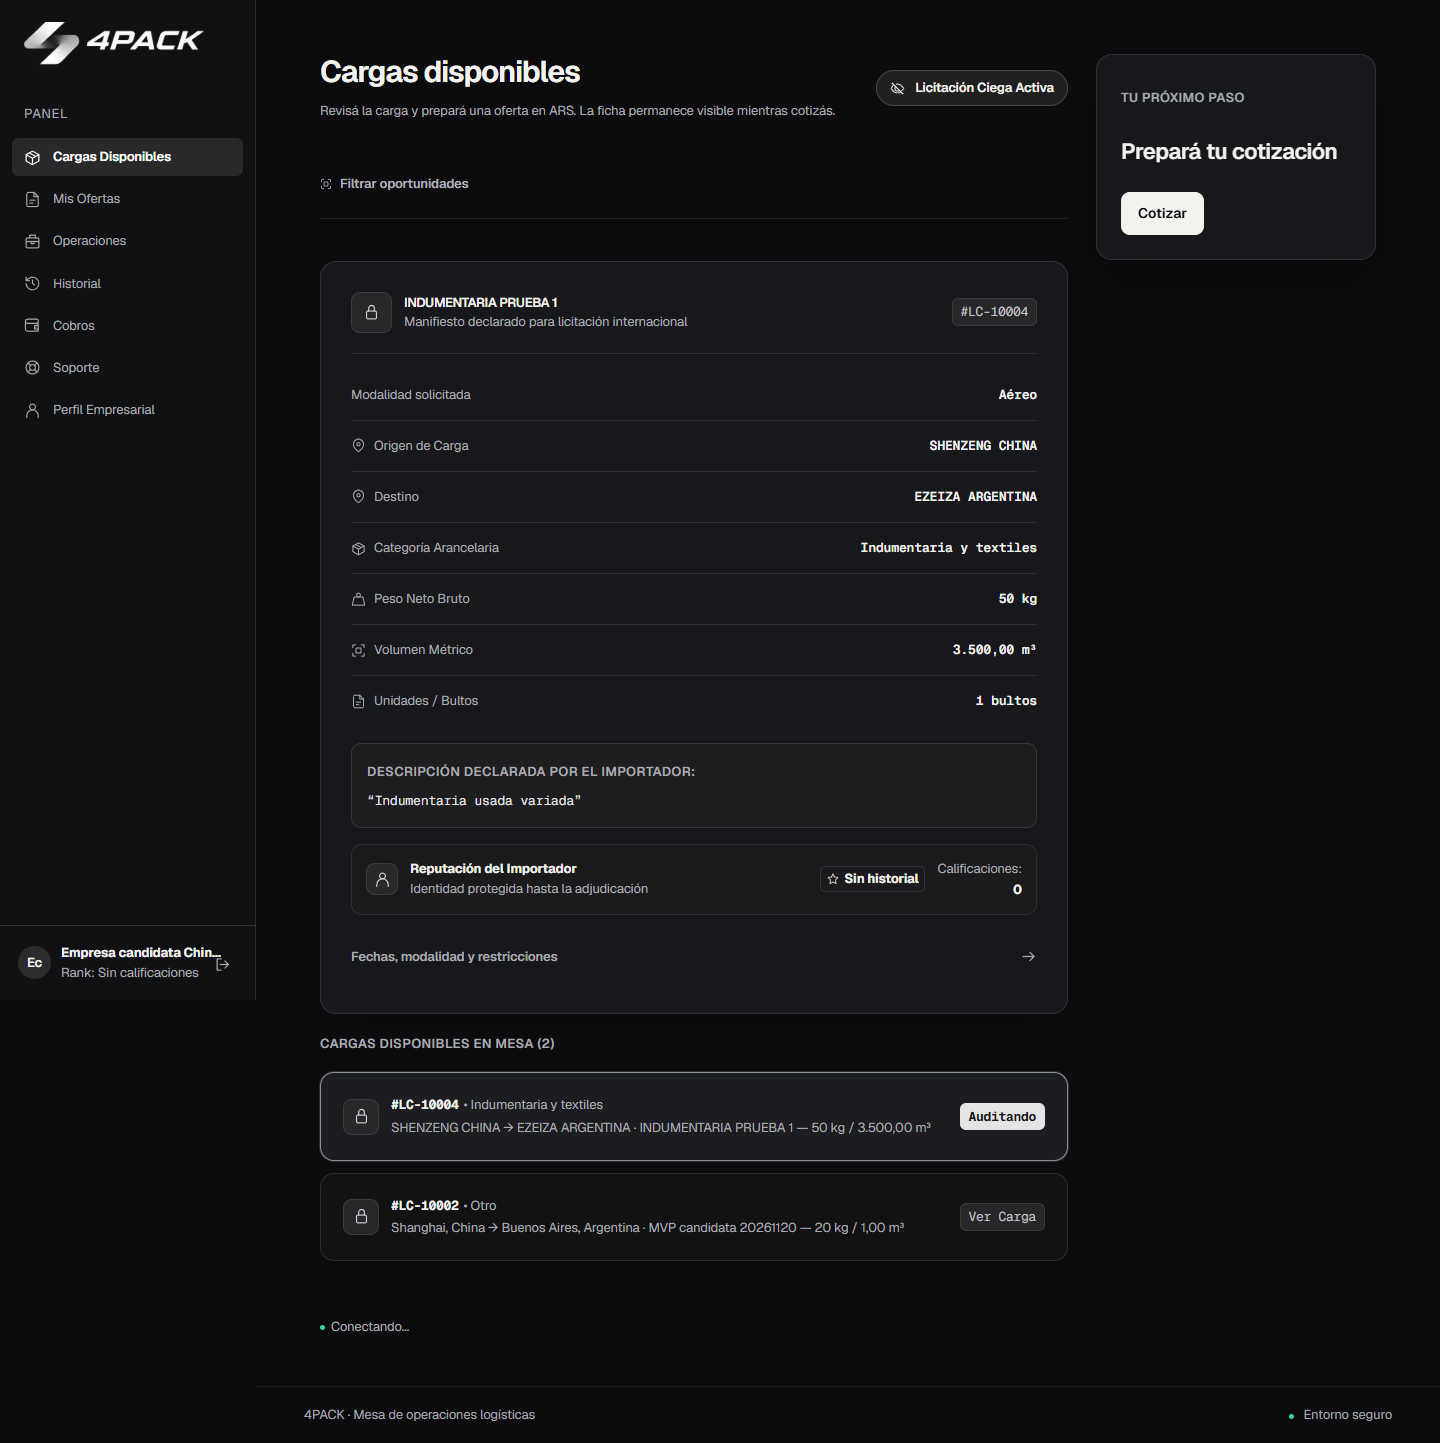 4PACK
PANEL
Cargas Disponibles
Mis Ofertas
Operaciones
Historial
Cobros
Soporte
Perfil Empresarial
Ec
Empresa candidata Chin...
Rank: Sin calificaciones
Cargas disponibles
Revisá la carga y prepará una oferta en ARS. La ficha permanece visible mientras cotizás.
Licitación Ciega Activa
Filtrar oportunidades
INDUMENTARIA PRUEBA 1
Manifiesto declarado para licitación internacional
#LC-10004
Modalidad solicitada Aéreo
Origen de Carga SHENZENG CHINA
Destino EZEIZA ARGENTINA
Categoría Arancelaria Indumentaria y textiles
Peso Neto Bruto 50 kg
Volumen Métrico 3.500,00 m³
Unidades / Bultos 1 bultos
DESCRIPCIÓN DECLARADA POR EL IMPORTADOR:
“Indumentaria usada variada”
Reputación del Importador
Identidad protegida hasta la adjudicación
Sin historial
Calificaciones:
0
Fechas, modalidad y restricciones
CARGAS DISPONIBLES EN MESA (2)
#LC-10004 • Indumentaria y textiles
SHENZENG CHINA → EZEIZA ARGENTINA · INDUMENTARIA PRUEBA 1 — 50 kg / 3.500,00 m³
Auditando
#LC-10002 • Otro
Shanghai, China → Buenos Aires, Argentina · MVP candidata 20261120 — 20 kg / 1,00 m³
Ver Carga
Conectando…
TU PRÓXIMO PASO
Prepará tu cotización
Cotizar
4PACK · Mesa de operaciones logísticas
Entorno seguro